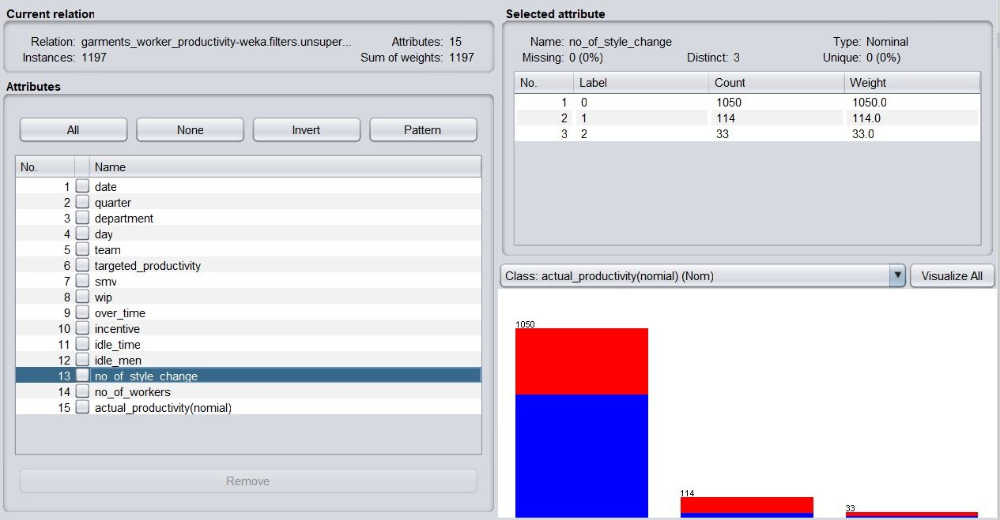 Current relation
Relation: garments_worker_productivity-weka.filters.unsuper... Attributes: 15
Instances: 1197 Sum of weights: 1197
Attributes
All None Invert Pattern
No. Name
1 date
2 quarter
3 department
4 day
5 team
6 targeted_productivity
7 smv
8 wip
9 over_time
10 incentive
11 idle_time
12 idle_men
13 no_of_style_change
14 no_of_workers
15 actual_productivity(nomial)
Remove
Selected attribute
Name: no_of_style_change Type: Nominal
Missing: 0 (0%) Distinct: 3 Unique: 0 (0%)
No. Label Count Weight
1 0 1050 1050.0
2 1 114 114.0
3 2 33 33.0
Class: actual_productivity(nomial) (Nom) Visualize All
1050
114
33